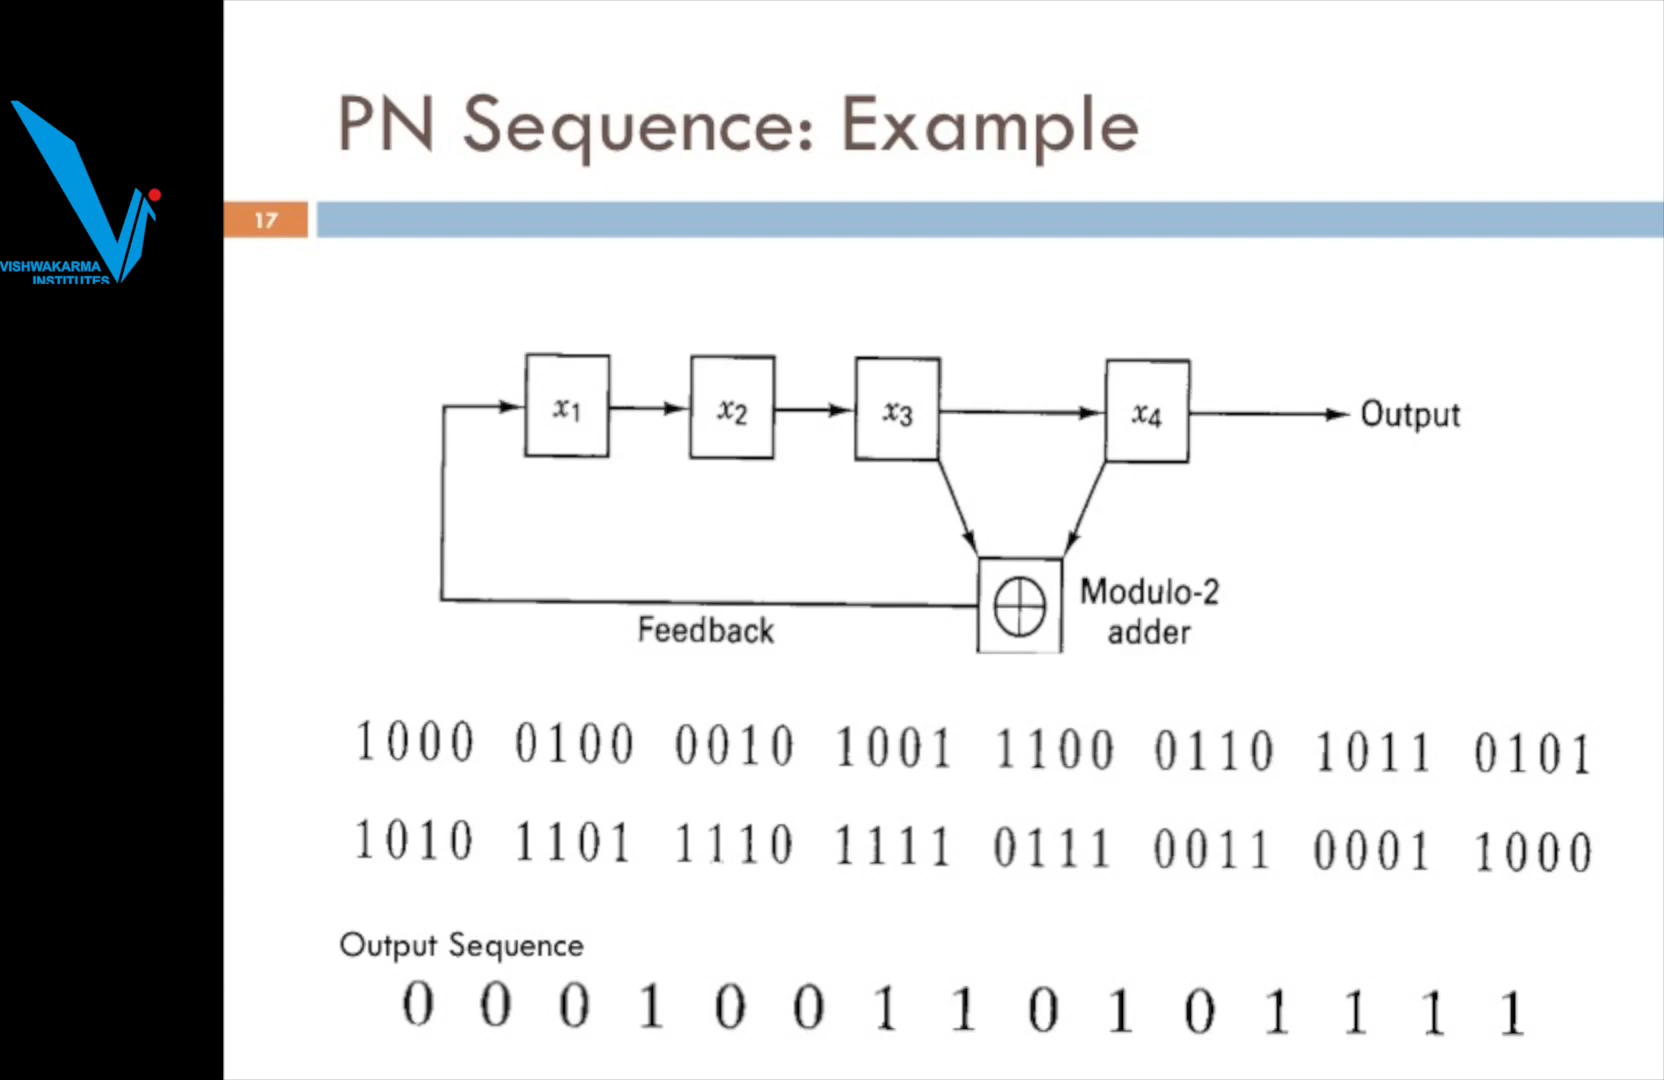 PN Sequence: Example
17
VISHWAKARMA
INSTITUTES
x1 x2 x3 x4 Output
Modulo-2
adder
Feedback
1000 0100 0010 1001 1100 0110 1011 0101
1010 1101 1110 1111 0111 0011 0001 1000
Output Sequence
0 0 0 1 0 0 1 1 0 1 0 1 1 1 1